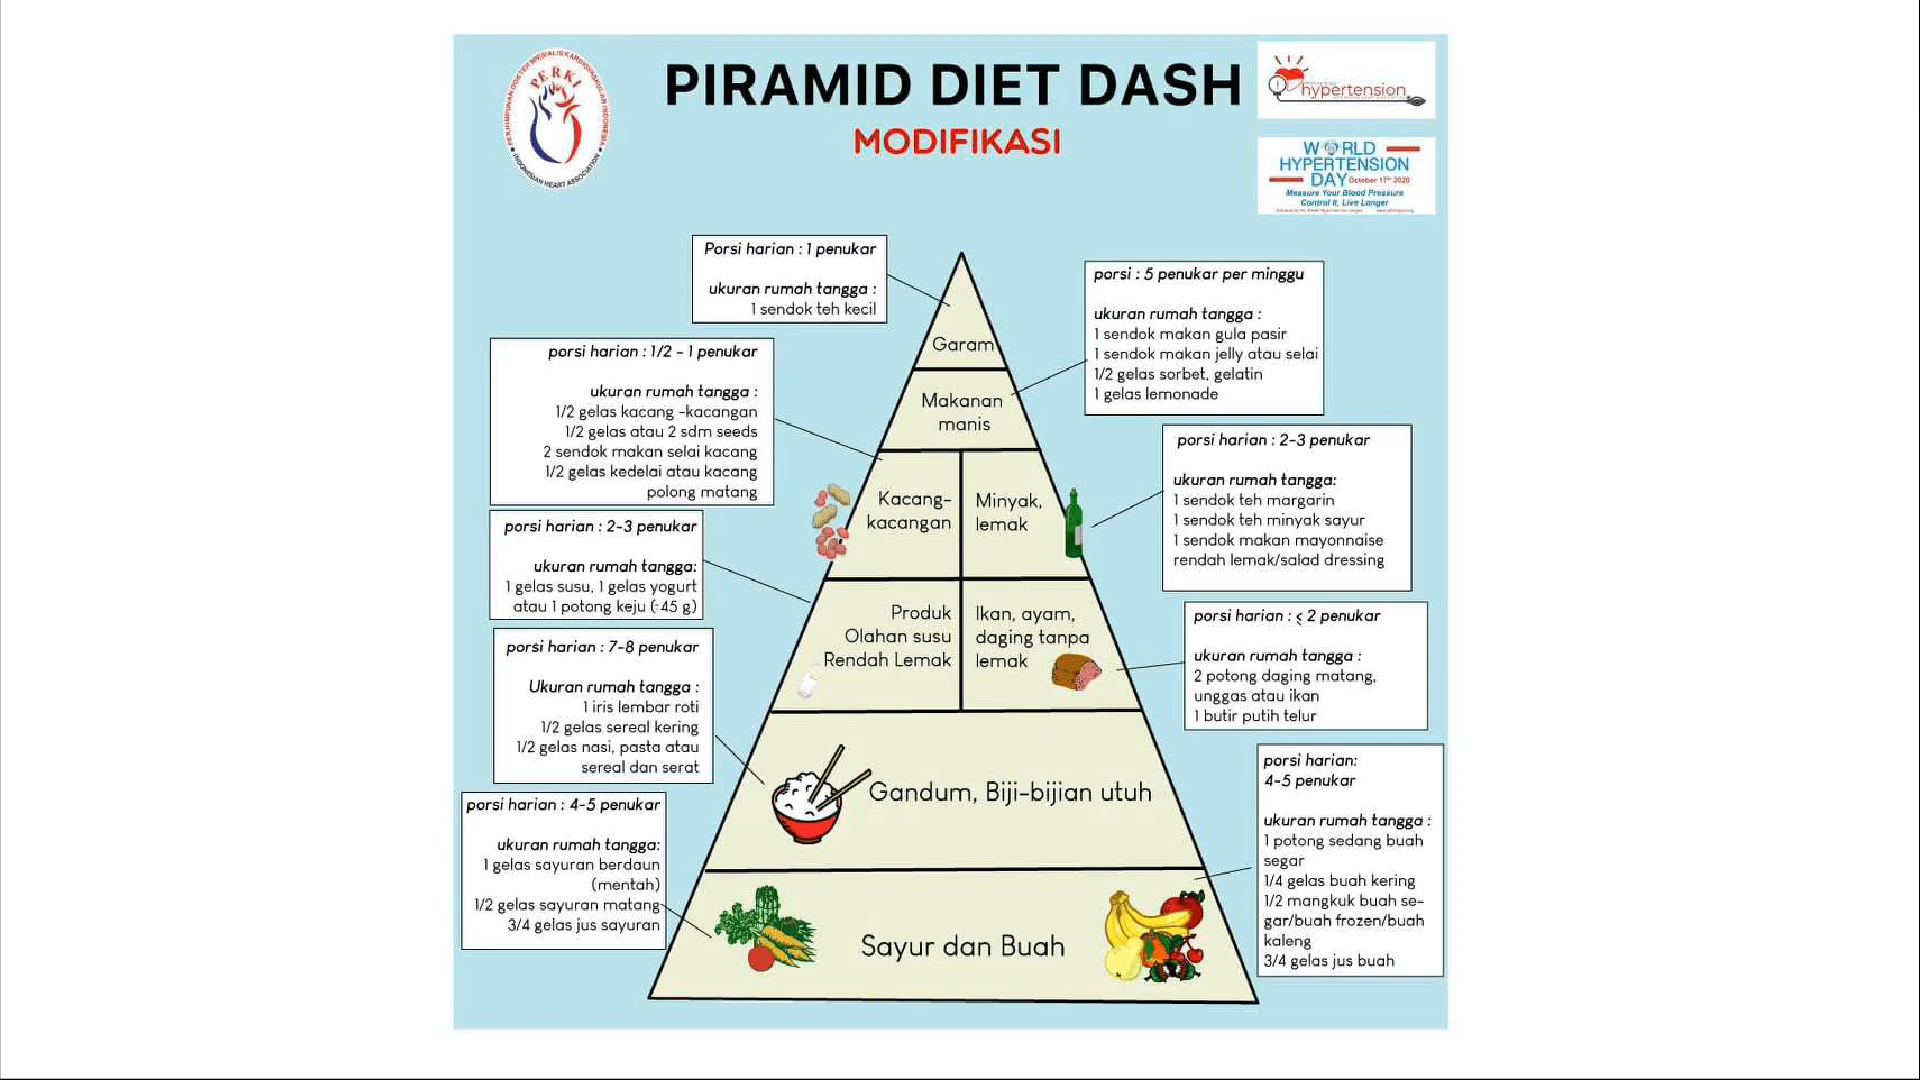 PERHIMPUNAN DOKTER SPESIALIS KARDIOVASKULAR INDONESIA
PERKI
INDONESIAN HEART ASSOCIATION
PIRAMID DIET DASH
MODIFIKASI
hypertension
WORLD
HYPERTENSION
DAY October 17th 2020
Measure Your Blood Pressure
Control It, Live Longer
Porsi harian : 1 penukar
ukuran rumah tangga :
1 sendok teh kecil
porsi : 5 penukar per minggu
ukuran rumah tangga :
1 sendok makan gula pasir
1 sendok makan jelly atau selai
1/2 gelas sorbet, gelatin
1 gelas lemonade
Garam
Makanan
manis
porsi harian : 1/2 - 1 penukar
ukuran rumah tangga :
1/2 gelas kacang -kacangan
1/2 gelas atau 2 sdm seeds
2 sendok makan selai kacang
1/2 gelas kedelai atau kacang
polong matang
porsi harian : 2-3 penukar
ukuran rumah tangga:
1 sendok teh margarin
1 sendok teh minyak sayur
1 sendok makan mayonnaise
rendah lemak/salad dressing
Kacang-
kacangan
Minyak,
lemak
porsi harian : 2-3 penukar
ukuran rumah tangga:
1 gelas susu, 1 gelas yogurt
atau 1 potong keju (±45 g)
Produk
Olahan susu
Rendah Lemak
Ikan, ayam,
daging tanpa
lemak
porsi harian : < 2 penukar
ukuran rumah tangga :
2 potong daging matang,
unggas atau ikan
1 butir putih telur
porsi harian : 7-8 penukar
Ukuran rumah tangga :
1 iris lembar roti
1/2 gelas sereal kering
1/2 gelas nasi, pasta atau
sereal dan serat
Gandum, Biji-bijian utuh
porsi harian : 4-5 penukar
ukuran rumah tangga:
1 gelas sayuran berdaun
(mentah)
1/2 gelas sayuran matang
3/4 gelas jus sayuran
Sayur dan Buah
porsi harian:
4-5 penukar
ukuran rumah tangga :
1 potong sedang buah
segar
1/4 gelas buah kering
1/2 mangkuk buah se-
gar/buah frozen/buah
kaleng
3/4 gelas jus buah